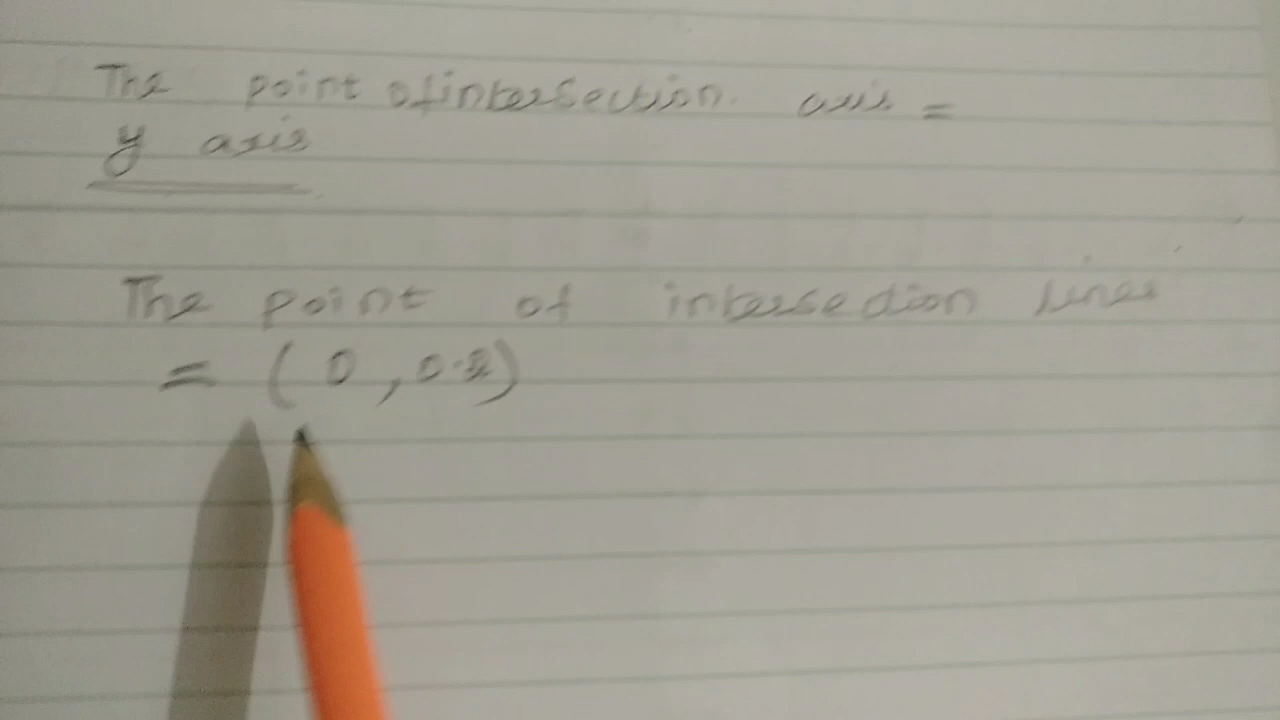 The point of intersection. axis =
y axis
The point of intersection lines
= (0, 0.2)